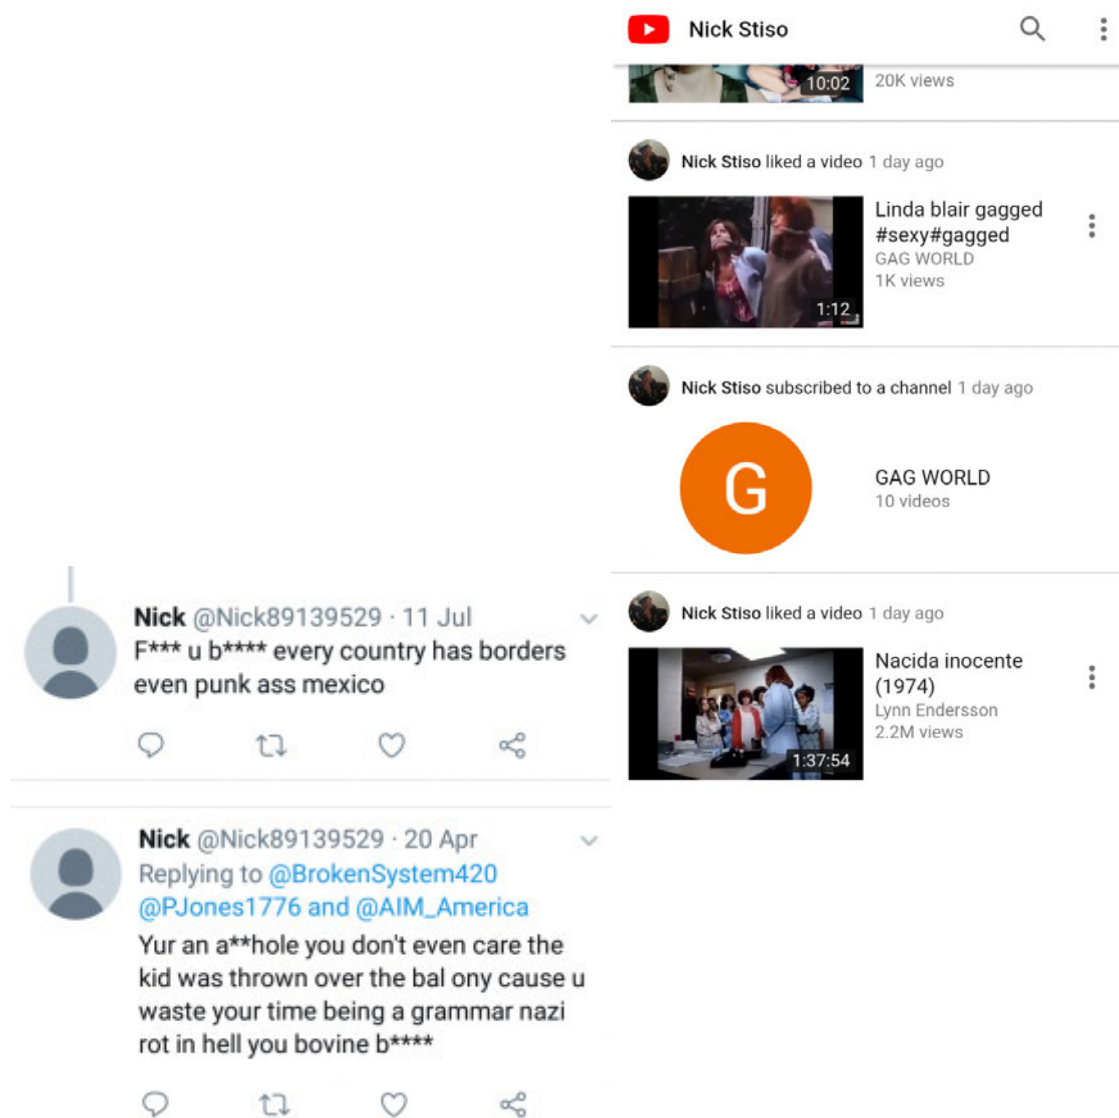 Nick @Nick89139529 · 11 Jul
F*** u b**** every country has borders
even punk ass mexico
Nick @Nick89139529 · 20 Apr
Replying to @BrokenSystem420
@PJones1776 and @AIM_America
Yur an a**hole you don't even care the
kid was thrown over the bal ony cause u
waste your time being a grammar nazi
rot in hell you bovine b****
Nick Stiso
10:02
20K views
Nick Stiso liked a video 1 day ago
Linda blair gagged
#sexy#gagged
GAG WORLD
1K views
1:12
Nick Stiso subscribed to a channel 1 day ago
G
GAG WORLD
10 videos
Nick Stiso liked a video 1 day ago
Nacida inocente
(1974)
Lynn Endersson
2.2M views
1:37:54